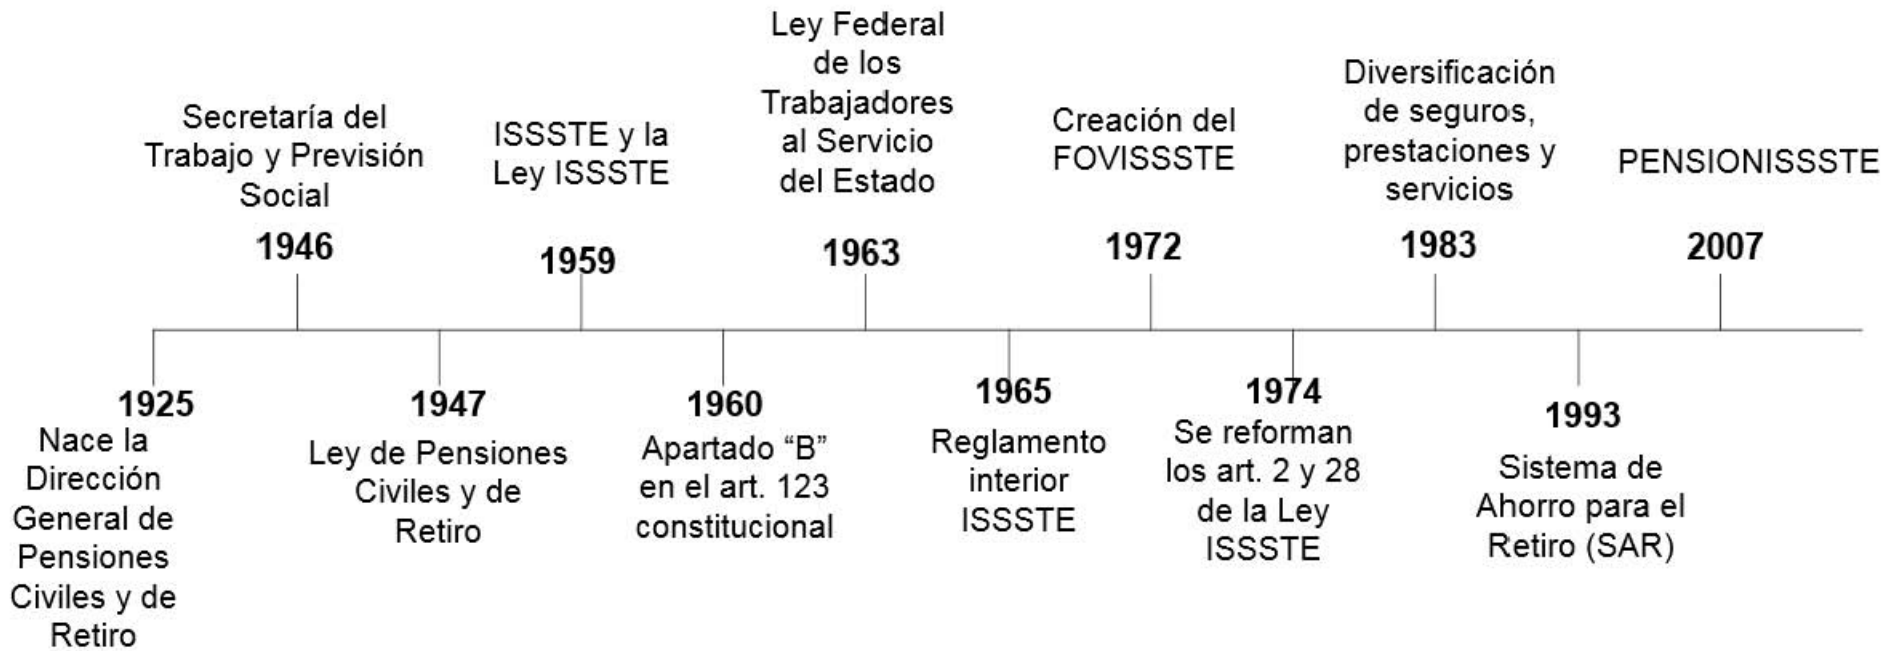 Secretaría del
Trabajo y Previsión
Social
1946
ISSSTE y la
Ley ISSSTE
1959
Ley Federal
de los
Trabajadores
al Servicio
del Estado
1963
Creación del
FOVISSSTE
1972
Diversificación
de seguros,
prestaciones y
servicios
1983
PENSIONISSSTE
2007
1925
Nace la
Dirección
General de
Pensiones
Civiles y de
Retiro
1947
Ley de Pensiones
Civiles y de
Retiro
1960
Apartado “B”
en el art. 123
constitucional
1965
Reglamento
interior
ISSSTE
1974
Se reforman
los art. 2 y 28
de la Ley
ISSSTE
1993
Sistema de
Ahorro para el
Retiro (SAR)